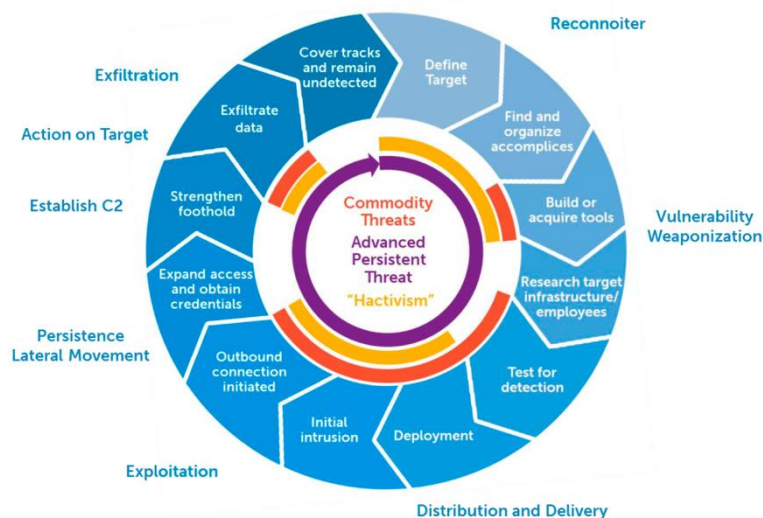 Reconnoiter
Vulnerability
Weaponization
Distribution and Delivery
Exploitation
Persistence
Lateral Movement
Establish C2
Action on Target
Exfiltration
Define
Target
Find and
organize
accomplices
Build or
acquire tools
Research target
infrastructure/
employees
Test for
detection
Deployment
Initial
intrusion
Outbound
connection
initiated
Expand access
and obtain
credentials
Strengthen
foothold
Exfiltrate
data
Cover tracks
and remain
undetected
Commodity
Threats
Advanced
Persistent
Threat
"Hactivism"